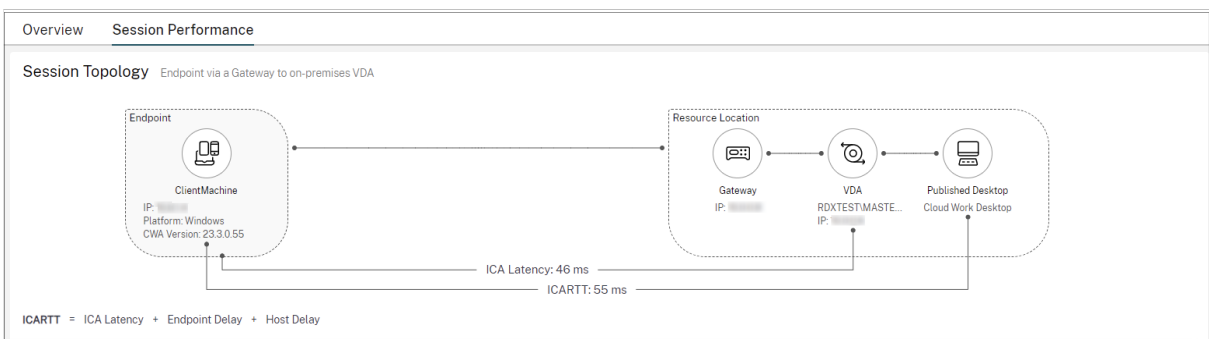 Overview Session Performance
Session Topology Endpoint via a Gateway to on-premises VDA
Endpoint
Resource Location
ClientMachine
IP:
Platform: Windows
CWA Version: 23.3.0.55
Gateway
IP:
VDA
RDXTEST\MASTE...
IP:
Published Desktop
Cloud Work Desktop
ICA Latency: 46 ms
ICARTT: 55 ms
ICARTT = ICA Latency + Endpoint Delay + Host Delay